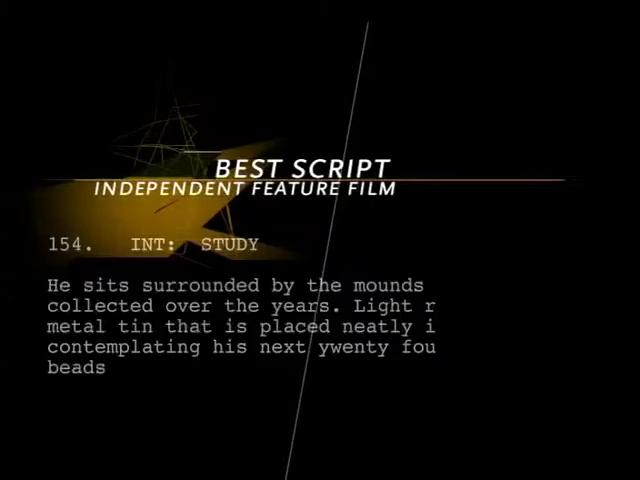 BEST SCRIPT
INDEPENDENT FEATURE FILM
154. INT: STUDY
He sits surrounded by the mounds
collected over the years. Light r
metal tin that is placed neatly i
contemplating his next ywenty fou
beads